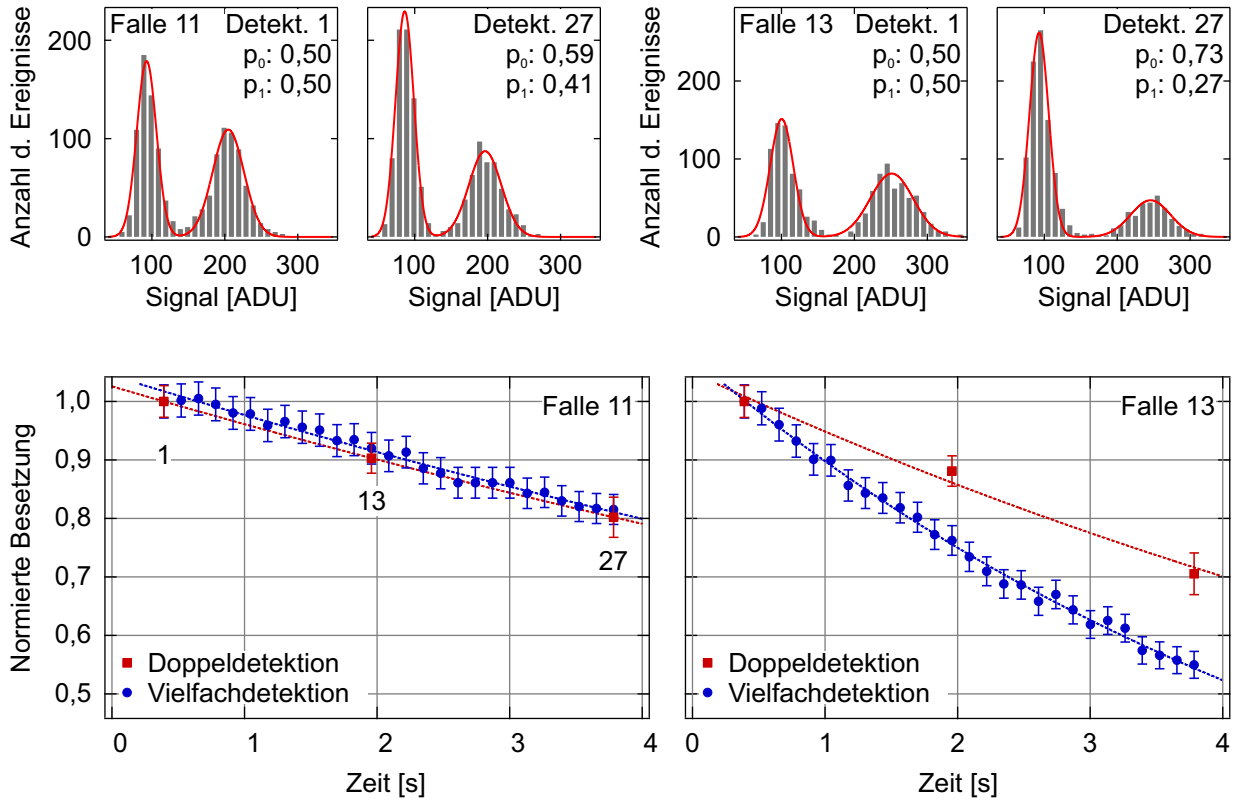 Falle 11 Detekt. 1
p₀: 0,50
p₁: 0,50
Detekt. 27
p₀: 0,59
p₁: 0,41
Anzahl d. Ereignisse
200
100
0
100 200 300
Signal [ADU]
100 200 300
Signal [ADU]
Falle 13 Detekt. 1
p₀: 0,50
p₁: 0,50
Detekt. 27
p₀: 0,73
p₁: 0,27
Anzahl d. Ereignisse
200
100
0
100 200 300
Signal [ADU]
100 200 300
Signal [ADU]
Normierte Besetzung
1,0
0,9
0,8
0,7
0,6
0,5
Falle 11
1
13
27
Doppeldetektion
Vielfachdetektion
0 1 2 3 4
Zeit [s]
Falle 13
Doppeldetektion
Vielfachdetektion
0 1 2 3 4
Zeit [s]